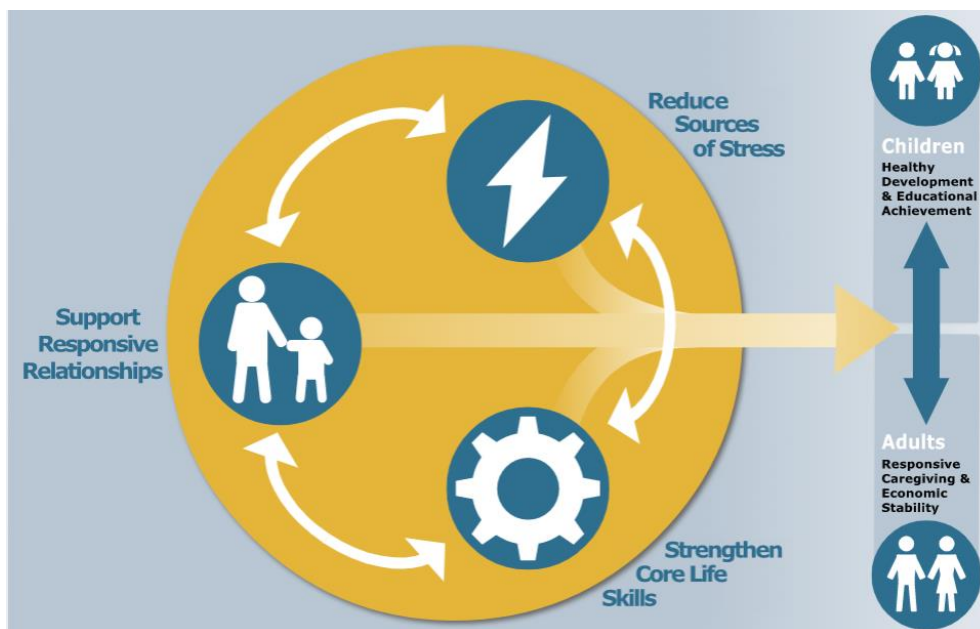 Reduce
Sources
of Stress
Support
Responsive
Relationships
Strengthen
Core Life
Skills
Children
Healthy
Development
& Educational
Achievement
Adults
Responsive
Caregiving &
Economic
Stability